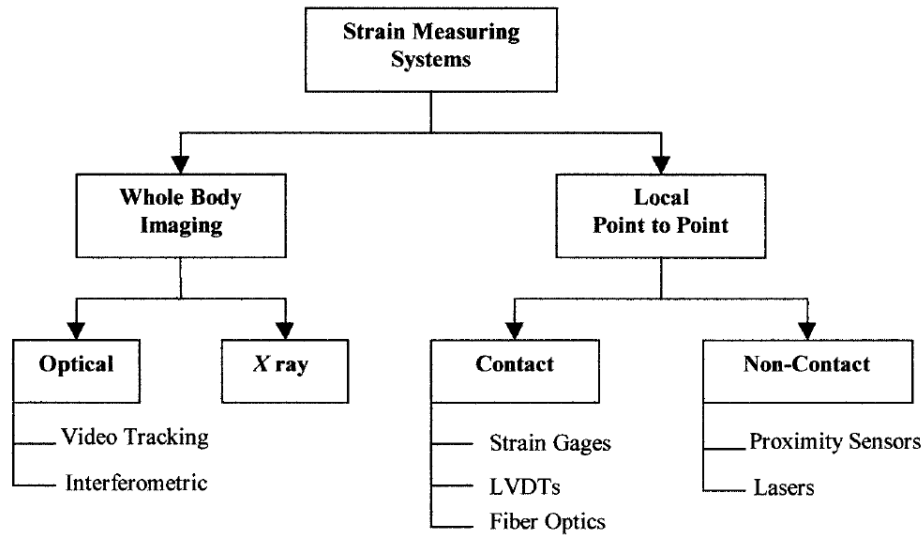 Strain Measuring
Systems
Whole Body
Imaging
Local
Point to Point
Optical
X ray
Contact
Non-Contact
Video Tracking
Interferometric
Strain Gages
LVDTs
Fiber Optics
Proximity Sensors
Lasers